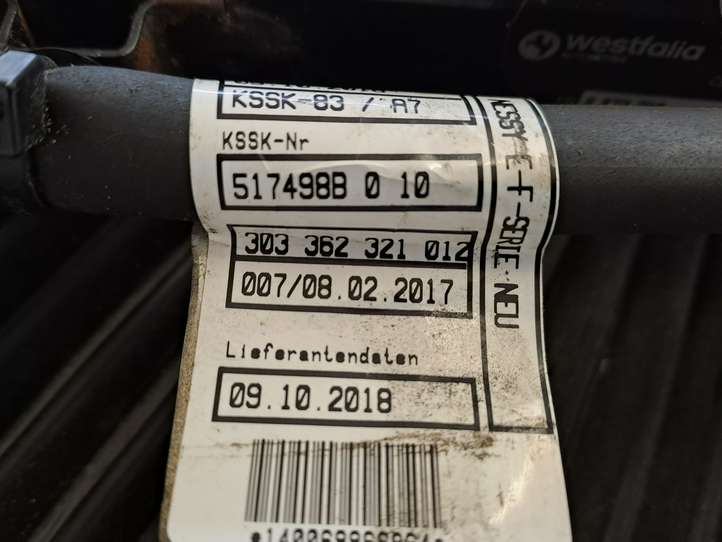 westfalia
KSSK-83 / A7
KSSK-Nr
517498B 0 10
303 362 321 012
007/08.02.2017
Lieferantendaten
09.10.2018
E-F-SERIE-NEU